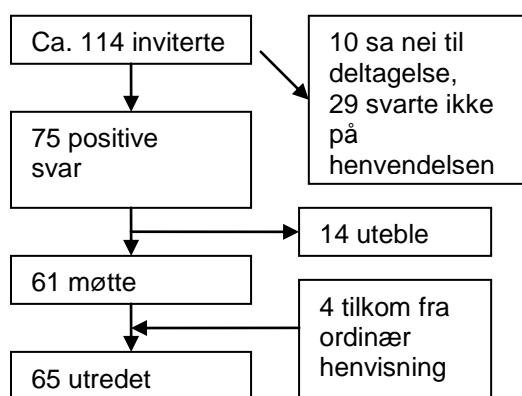 Ca. 114 inviterte
10 sa nei til
deltagelse,
29 svarte ikke
på
henvendelsen
75 positive
svar
14 uteble
61 møtte
4 tilkom fra
ordinær
henvisning
65 utredet